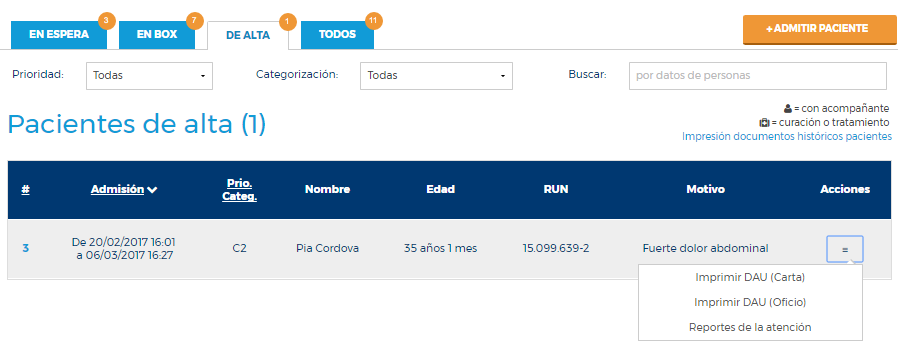 3
7
1
11
EN ESPERA
EN BOX
DE ALTA
TODOS
+ ADMITIR PACIENTE
Prioridad:
Todas
Categorización:
Todas
Buscar:
por datos de personas
= con acompañante
Pacientes de alta (1)
= curación o tratamiento
Impresión documentos históricos pacientes
#
Admisión
Prio.
Categ.
Nombre
Edad
RUN
Motivo
Acciones
3
De 20/02/2017 16:01
a 06/03/2017 16:27
C2
Pia Cordova
35 años 1 mes
15.099.639-2
Fuerte dolor abdominal
=
Imprimir DAU (Carta)
Imprimir DAU (Oficio)
Reportes de la atención